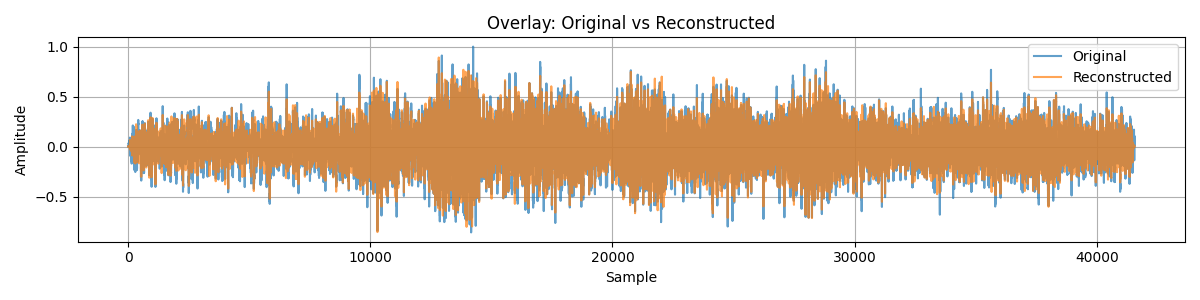 Overlay: Original vs Reconstructed
1.0
0.5
0.0
−0.5
Amplitude
Original
Reconstructed
0
10000
20000
30000
40000
Sample